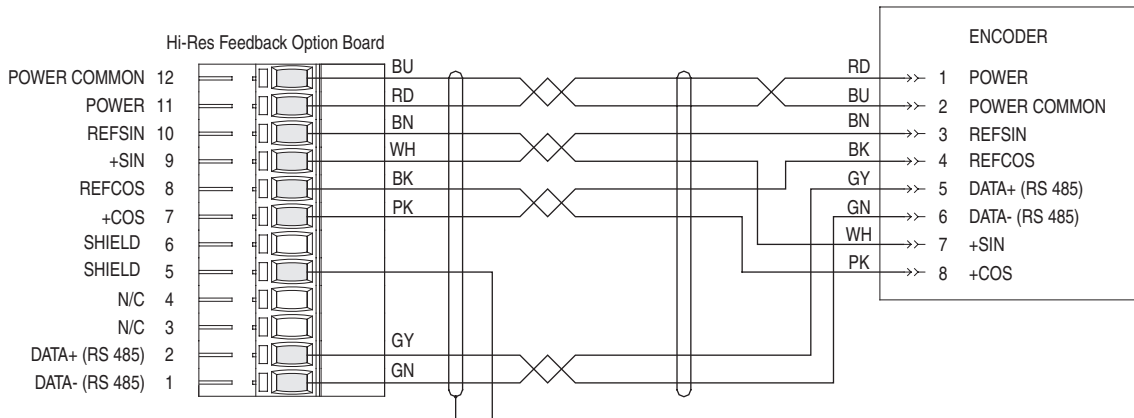 Hi-Res Feedback Option Board
POWER COMMON 12
POWER 11
REFSIN 10
+SIN 9
REFCOS 8
+COS 7
SHIELD 6
SHIELD 5
N/C 4
N/C 3
DATA+ (RS 485) 2
DATA- (RS 485) 1
BU
RD
BN
WH
BK
PK
GY
GN
RD
BU
BN
BK
GY
GN
WH
PK
ENCODER
1 POWER
2 POWER COMMON
3 REFSIN
4 REFCOS
5 DATA+ (RS 485)
6 DATA- (RS 485)
7 +SIN
8 +COS